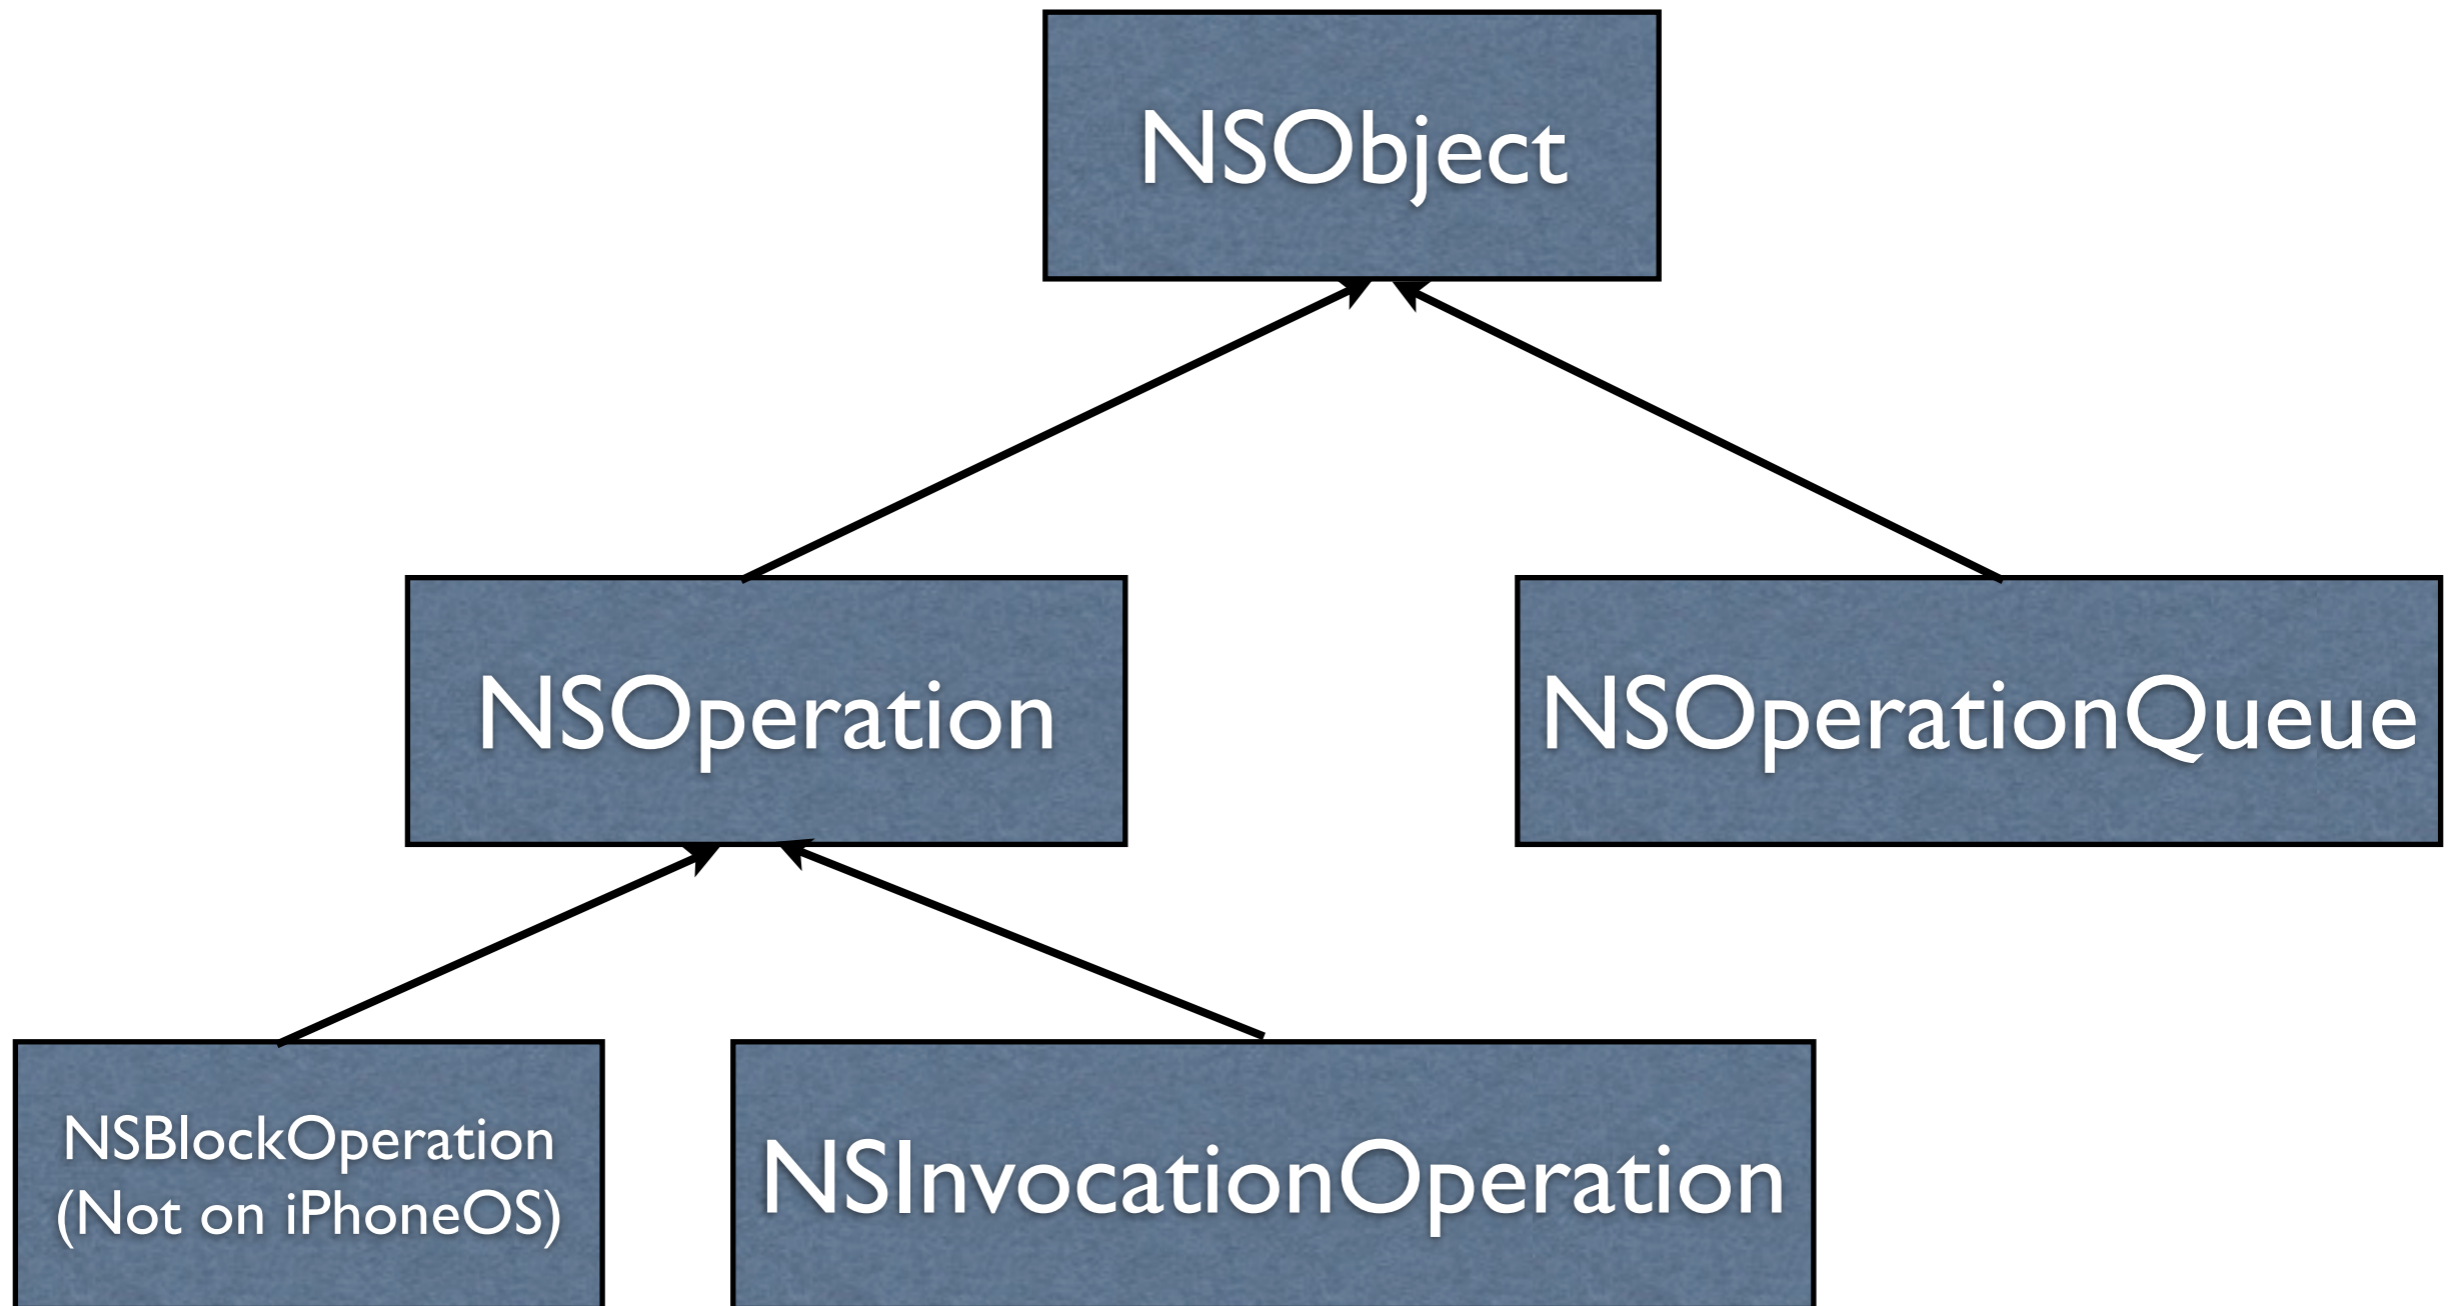 NSObject
NSOperation
NSOperationQueue
NSBlockOperation
(Not on iPhoneOS)
NSInvocationOperation